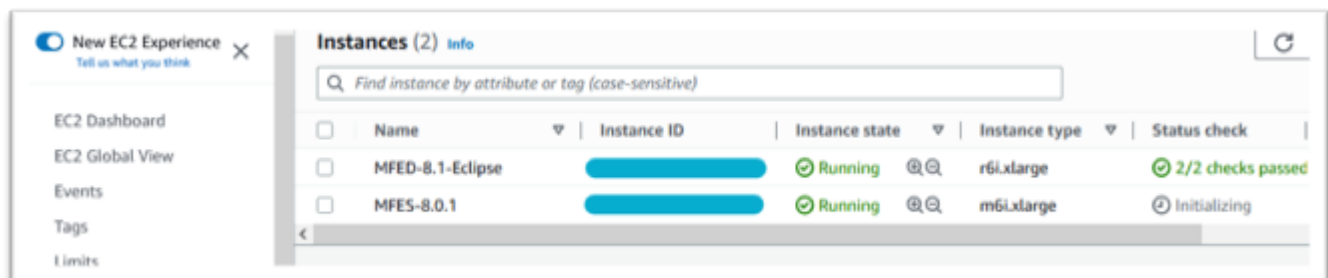 New EC2 Experience
Tell us what you think
EC2 Dashboard
EC2 Global View
Events
Tags
Limits
Instances (2) Info
Find instance by attribute or tag (case-sensitive)
Name Instance ID Instance state Instance type Status check
MFED-8.1-Eclipse Running r6i.xlarge 2/2 checks passed
MFES-8.0.1 Running m6i.xlarge Initializing